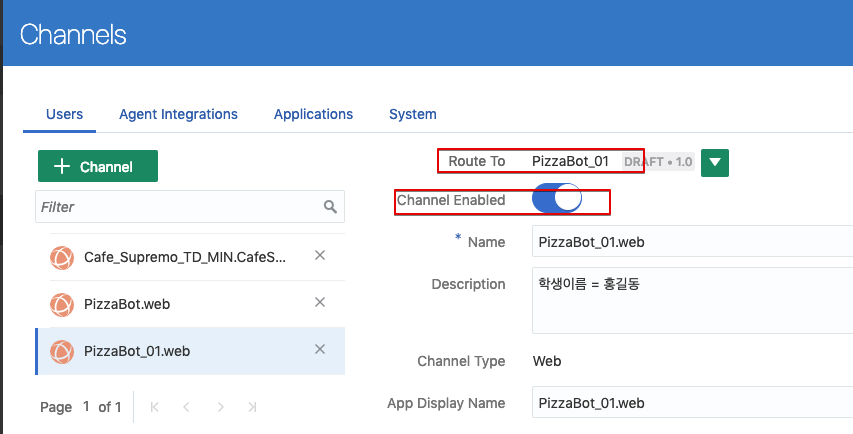 Channels
Users Agent Integrations Applications System
+ Channel
Filter
Cafe_Supremo_TD_MIN.CafeS...
PizzaBot.web
PizzaBot_01.web
Page 1 of 1
Route To PizzaBot_01 DRAFT • 1.0
Channel Enabled
* Name PizzaBot_01.web
Description 학생이름 = 홍길동
Channel Type Web
App Display Name PizzaBot_01.web